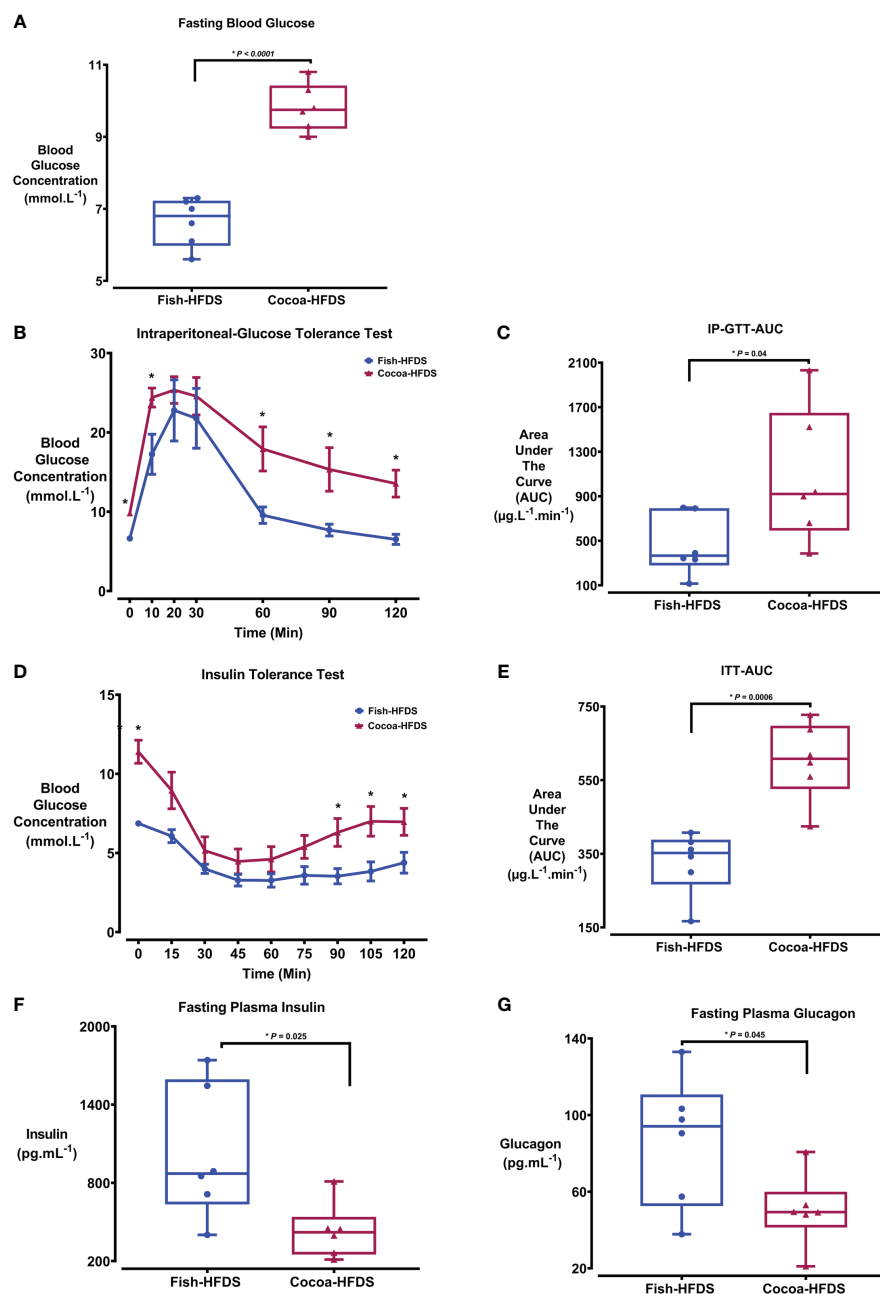 A
Fasting Blood Glucose
* P < 0.0001
11
9
7
5
Blood
Glucose
Concentration
(mmol.L⁻¹)
Fish-HFDS
Cocoa-HFDS
B
Intraperitoneal-Glucose Tolerance Test
30
20
10
0
Blood
Glucose
Concentration
(mmol.L⁻¹)
Fish-HFDS
Cocoa-HFDS
*
*
*
*
*
0 10 20 30 60 90 120
Time (Min)
C
IP-GTT-AUC
* P = 0.04
2100
1700
1300
900
500
100
Area
Under
The
Curve
(AUC)
(µg.L⁻¹.min⁻¹)
Fish-HFDS
Cocoa-HFDS
D
Insulin Tolerance Test
15
10
5
0
Blood
Glucose
Concentration
(mmol.L⁻¹)
Fish-HFDS
Cocoa-HFDS
* *
*
*
*
0 15 30 45 60 75 90 105 120
Time (Min)
E
ITT-AUC
* P = 0.0006
750
550
350
150
Area
Under
The
Curve
(AUC)
(µg.L⁻¹.min⁻¹)
Fish-HFDS
Cocoa-HFDS
F
Fasting Plasma Insulin
* P = 0.025
2000
1400
800
200
Insulin
(pg.mL⁻¹)
Fish-HFDS
Cocoa-HFDS
G
Fasting Plasma Glucagon
* P = 0.045
140
100
60
20
Glucagon
(pg.mL⁻¹)
Fish-HFDS
Cocoa-HFDS